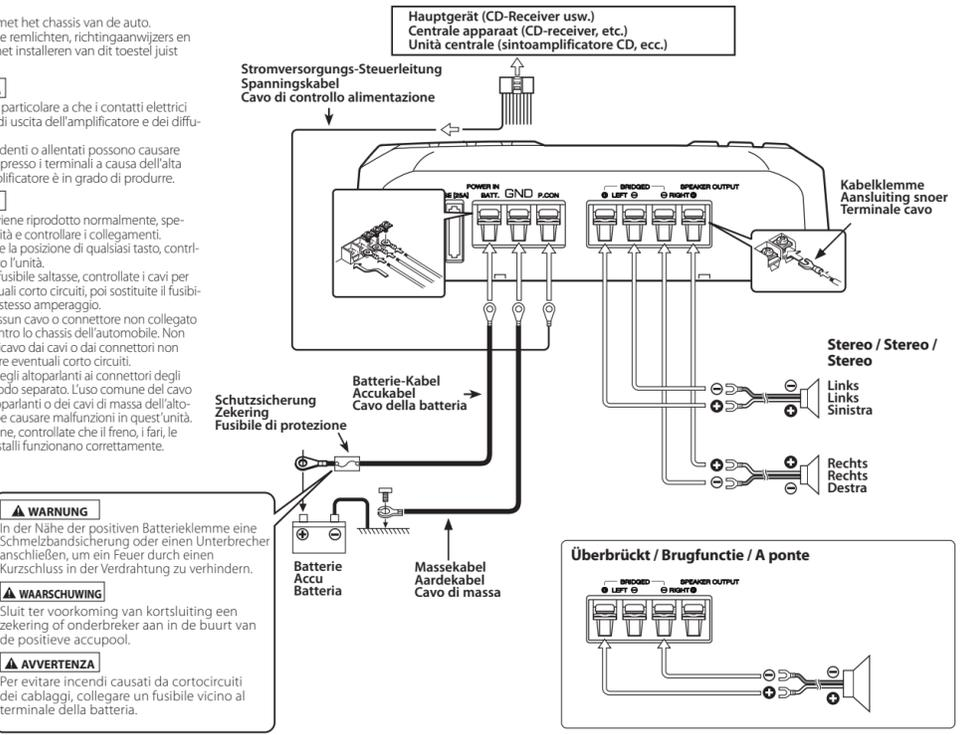 met het chassis van de auto.
e remlichten, richtingaanwijzers en
het installeren van dit toestel juist
particolare a che i contatti elettrici
di uscita dell'amplificatore e dei diffu-
denti o allentati possono causare
presso i terminali a causa dell'alta
plificatore è in grado di produrre.
viene riprodotto normalmente, spe-
ità e controllare i collegamenti.
e la posizione di qualsiasi tasto, contrl-
o l'unità.
fusibile saltasse, controllate i cavi per
uali corto circuiti, poi sostituite il fusibi-
stesso amperaggio.
ssun cavo o connettore non collegato
ntro lo chassis dell'automobile. Non
icavo dai cavi o dai connettori non
re eventuali corto circuiti.
egli altoparlanti ai connettori degli
odo separato. L'uso comune del cavo
oparlanti o dei cavi di massa dell'alto-
e causare malfunzioni in quest'unità.
ne, controllate che il freno, i fari, le
stalli funzionano correttamente.
WARNUNG
In der Nähe der positiven Batterieklemme eine
Schmelzbandsicherung oder einen Unterbrecher
anschließen, um ein Feuer durch einen
Kurzschluss in der Verdrahtung zu verhindern.
WAARSCHUWING
Sluit ter voorkoming van kortsluiting een
zekering of onderbreker aan in de buurt van
de positieve accupool.
AVVERTENZA
Per evitare incendi causati da cortocircuiti
dei cablaggi, collegare un fusibile vicino al
terminale della batteria.
Hauptgerät (CD-Receiver usw.)
Centrale apparaat (CD-receiver, etc.)
Unità centrale (sintoamplificatore CD, ecc.)
Stromversorgungs-Steuerleitung
Spanningskabel
Cavo di controllo alimentazione
POWER IN
SE [25A] BATT. GND P.CON
BRIDGED SPEAKER OUTPUT
⊕ LEFT ⊖ ⊖ RIGHT ⊕
Kabelklemme
Aansluiting snoer
Terminale cavo
Batterie-Kabel
Accukabel
Cavo della batteria
Schutzsicherung
Zekering
Fusibile di protezione
Stereo / Stereo /
Stereo
⊖
⊕
⊖
⊕
Links
Links
Sinistra
⊕
⊖
⊕
⊖
Rechts
Rechts
Destra
⊕ ⊖
Batterie
Accu
Batteria
Massekabel
Aardekabel
Cavo di massa
Überbrückt / Brugfunctie / A ponte
BRIDGED SPEAKER OUTPUT
⊕ LEFT ⊖ ⊖ RIGHT ⊕
⊖
⊕
⊖
⊕